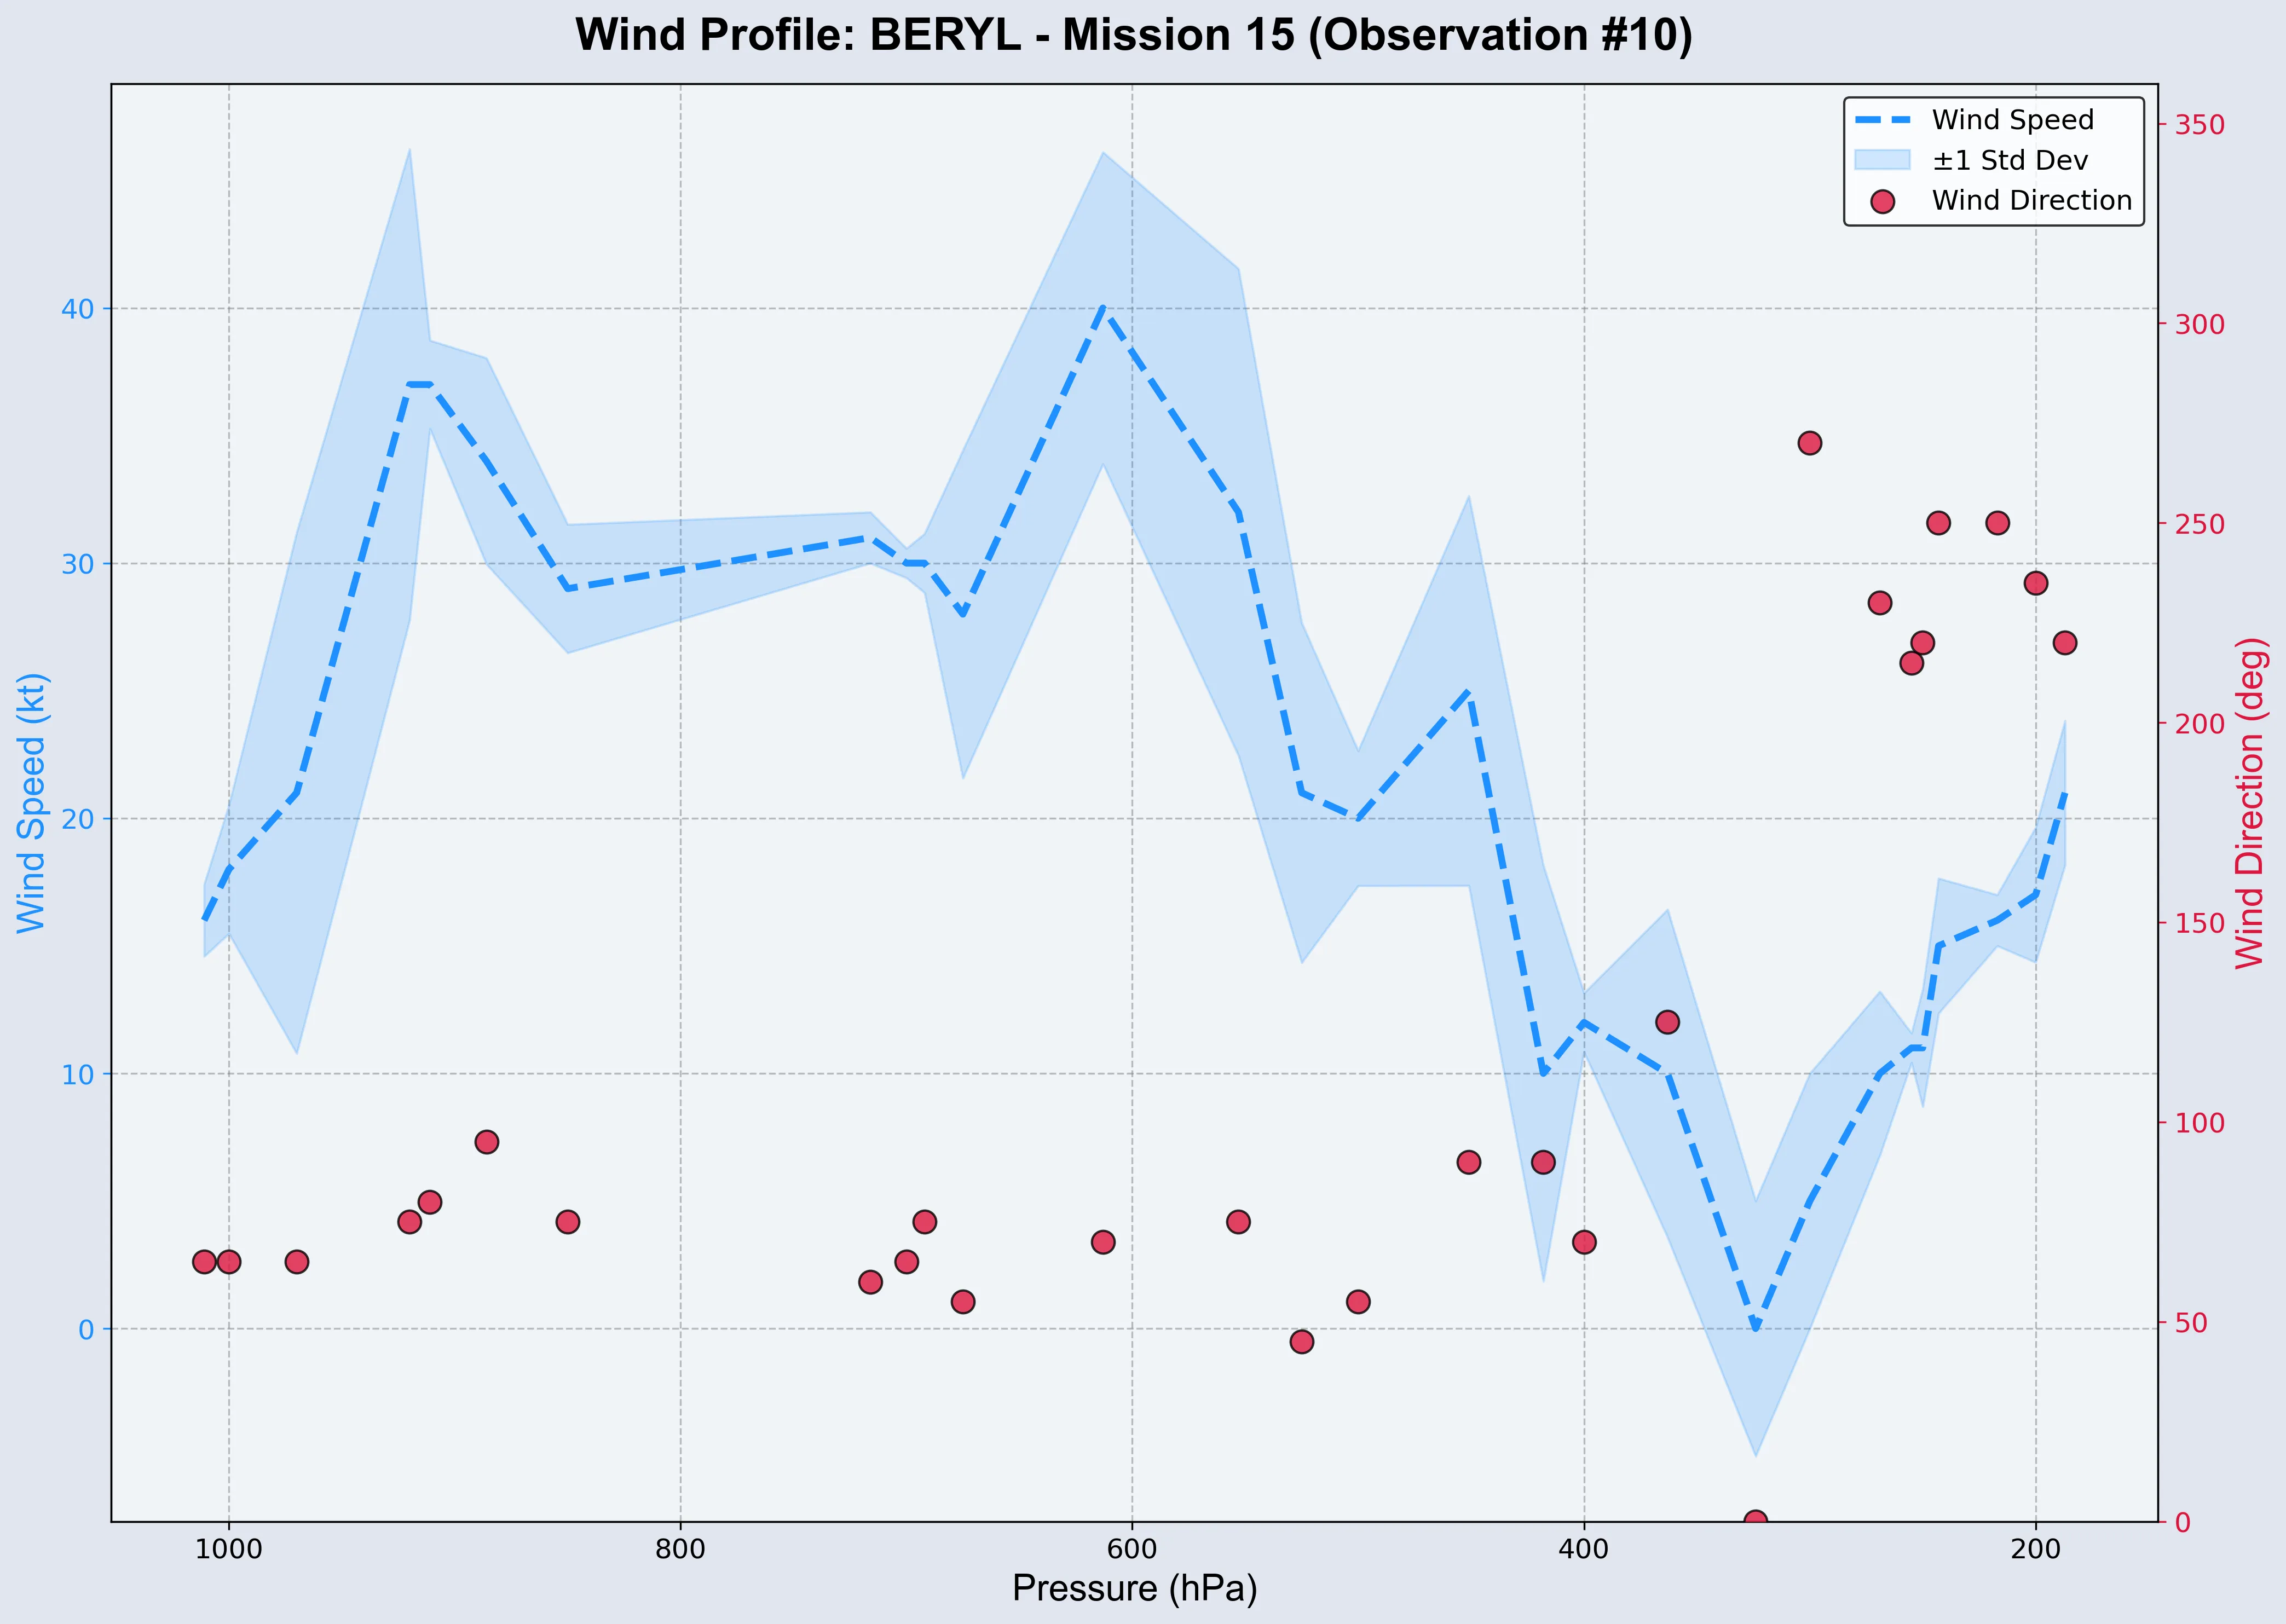 Wind Profile: BERYL - Mission 15 (Observation #10)
Wind Speed
±1 Std Dev
Wind Direction
Wind Speed (kt)
40
30
20
10
0
350
300
250
200
150
100
50
0
Wind Direction (deg)
1000
800
600
400
200
Pressure (hPa)